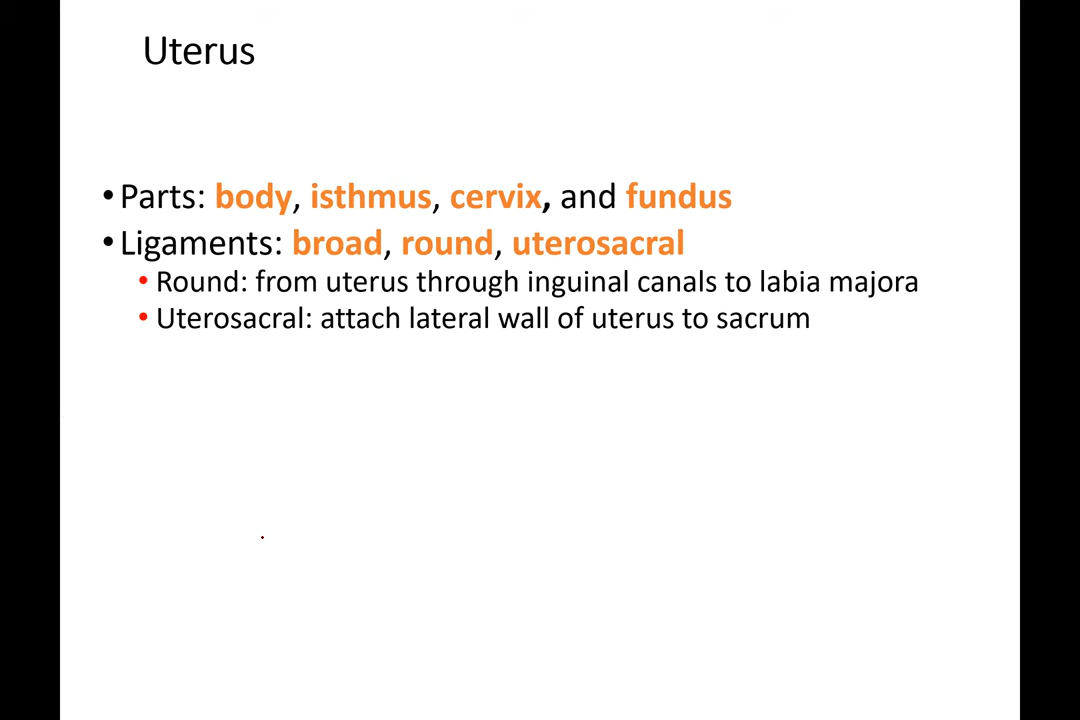 Uterus
•Parts: body, isthmus, cervix, and fundus
•Ligaments: broad, round, uterosacral
•Round: from uterus through inguinal canals to labia majora
•Uterosacral: attach lateral wall of uterus to sacrum